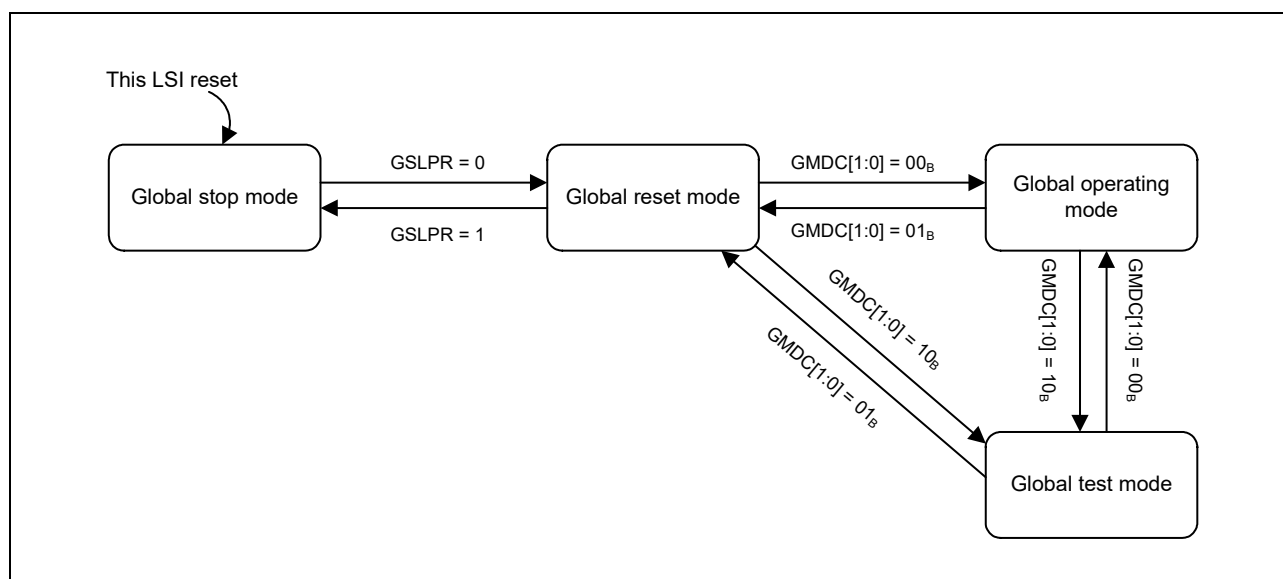 This LSI reset
Global stop mode
GSLPR = 0
GSLPR = 1
Global reset mode
GMDC[1:0] = 00B
GMDC[1:0] = 01B
Global operating
mode
GMDC[1:0] = 10B
GMDC[1:0] = 01B
GMDC[1:0] = 10B
GMDC[1:0] = 00B
Global test mode